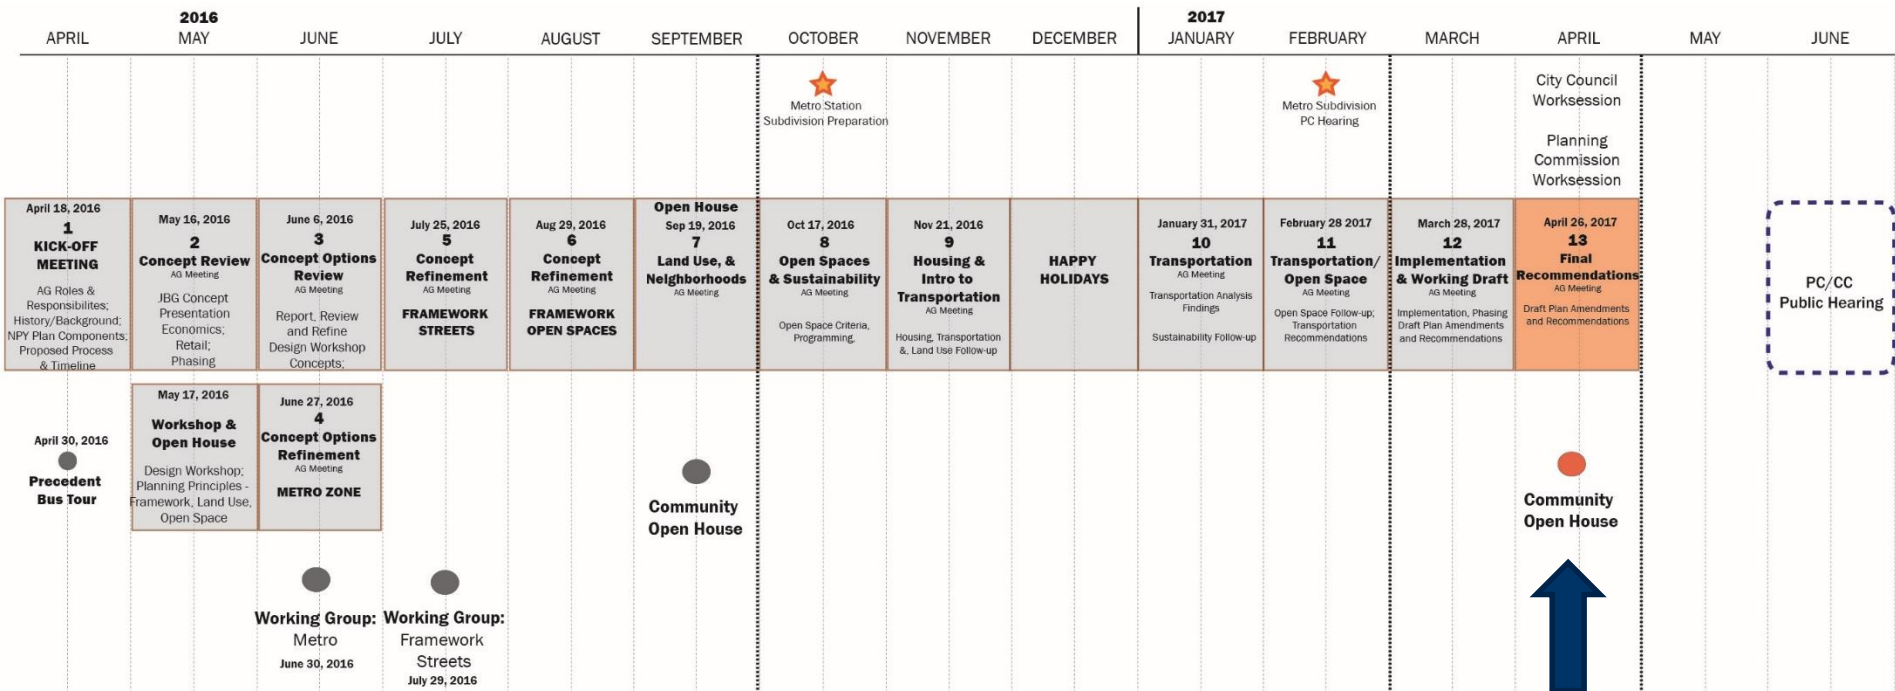 2016
2017
APRIL
MAY
JUNE
JULY
AUGUST
SEPTEMBER
OCTOBER
NOVEMBER
DECEMBER
JANUARY
FEBRUARY
MARCH
APRIL
MAY
JUNE
Metro Station
Subdivision Preparation
Metro Subdivision
PC Hearing
City Council
Worksession
Planning
Commission
Worksession
April 18, 2016
1
KICK-OFF
MEETING
AG Roles &
Responsibilites;
History/Background;
NPY Plan Components;
Proposed Process
& Timeline
May 16, 2016
2
Concept Review
AG Meeting
JBG Concept
Presentation
Economics;
Retail;
Phasing
June 6, 2016
3
Concept Options
Review
AG Meeting
Report, Review
and Refine
Design Workshop
Concepts;
July 25, 2016
5
Concept
Refinement
AG Meeting
FRAMEWORK
STREETS
Aug 29, 2016
6
Concept
Refinement
AG Meeting
FRAMEWORK
OPEN SPACES
Open House
Sep 19, 2016
7
Land Use, &
Neighborhoods
AG Meeting
Oct 17, 2016
8
Open Spaces
& Sustainability
AG Meeting
Open Space Criteria,
Programming,
Nov 21, 2016
9
Housing &
Intro to
Transportation
AG Meeting
Housing, Transportation
&, Land Use Follow-up
HAPPY
HOLIDAYS
January 31, 2017
10
Transportation
AG Meeting
Transportation Analysis
Findings
Sustainability Follow-up
February 28 2017
11
Transportation/
Open Space
AG Meeting
Open Space Follow-up;
Transportation
Recommendations
March 28, 2017
12
Implementation
& Working Draft
AG Meeting
Implementation, Phasing
Draft Plan Amendments
and Recommendations
April 26, 2017
13
Final
Recommendations
AG Meeting
Draft Plan Amendments
and Recommendations
PC/CC
Public Hearing
April 30, 2016
Precedent
Bus Tour
May 17, 2016
Workshop &
Open House
Design Workshop;
Planning Principles -
Framework, Land Use,
Open Space
June 27, 2016
4
Concept Options
Refinement
AG Meeting
METRO ZONE
Community
Open House
Community
Open House
Working Group:
Metro
June 30, 2016
Working Group:
Framework
Streets
July 29, 2016